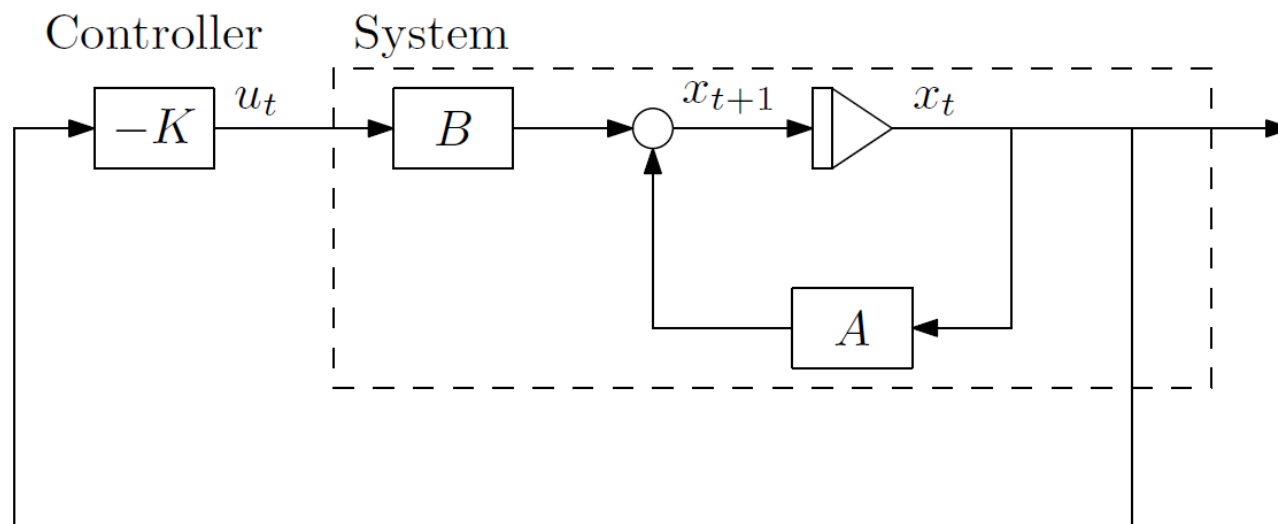 Controller System
−K u_t B x_{t+1} x_t
A